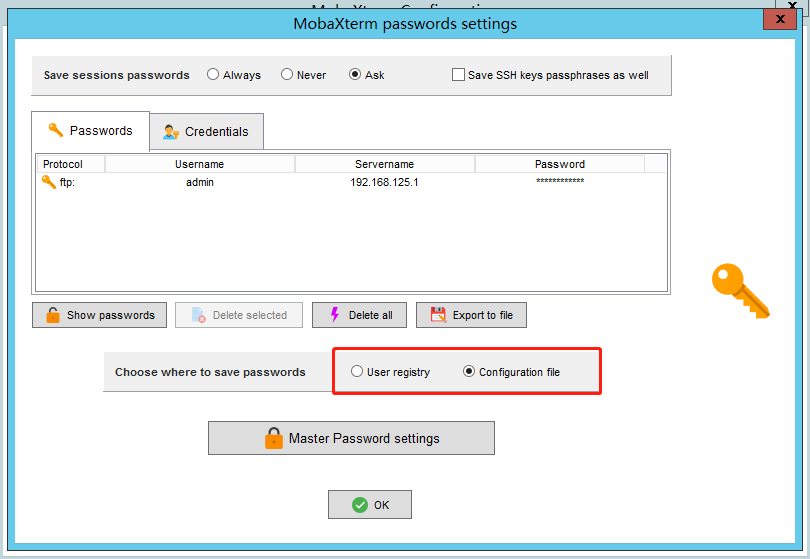 MobaXterm Configuration
x
MobaXterm passwords settings
x
Save sessions passwords Always Never Ask Save SSH keys passphrases as well
Passwords Credentials
Protocol Username Servername Password
ftp: admin 192.168.125.1 ************
Show passwords Delete selected Delete all Export to file
Choose where to save passwords User registry Configuration file
Master Password settings
OK